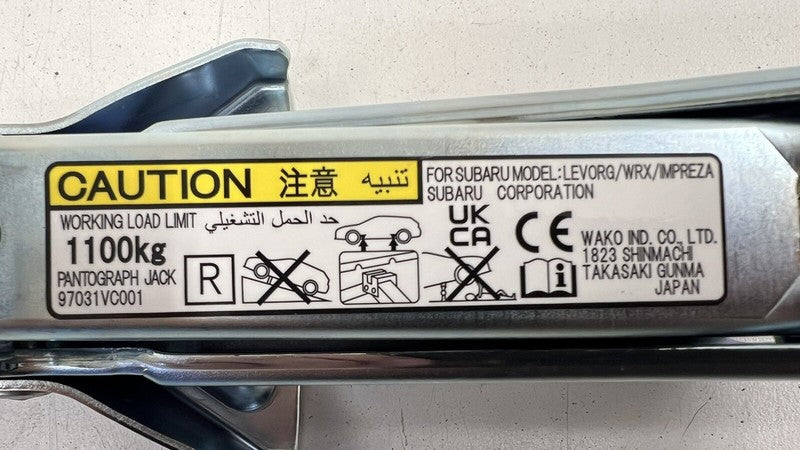 CAUTION 注意 تنبيه
FOR SUBARU MODEL:LEVORG/WRX/IMPREZA
SUBARU CORPORATION
WORKING LOAD LIMIT حد الحمل التشغيلي
1100kg
PANTOGRAPH JACK
97031VC001
R
UK
CA
CE
i
WAKO IND. CO., LTD.
1823 SHINMACHI
TAKASAKI GUNMA
JAPAN